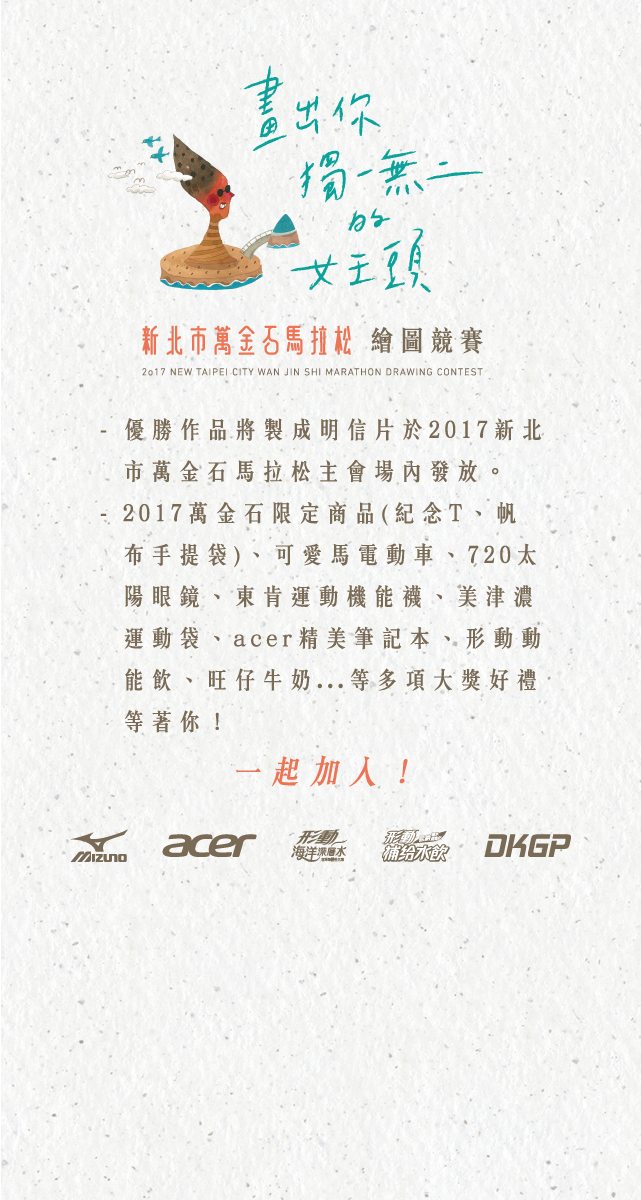 畫出你
獨一無二
的
女王頭
新北市萬金石馬拉松 繪圖競賽
2017 NEW TAIPEI CITY WAN JIN SHI MARATHON DRAWING CONTEST
- 優勝作品將製成明信片於2017新北
市萬金石馬拉松主會場內發放。
- 2017萬金石限定商品(紀念T、帆
布手提袋)、可愛馬電動車、720太
陽眼鏡、東肯運動機能襪、美津濃
運動袋、acer精美筆記本、形動動
能飲、旺仔牛奶...等多項大獎好禮
等著你！
一起加入！
MIZUNO acer 形動 海洋深層水 形動 補給水飲 DKGP